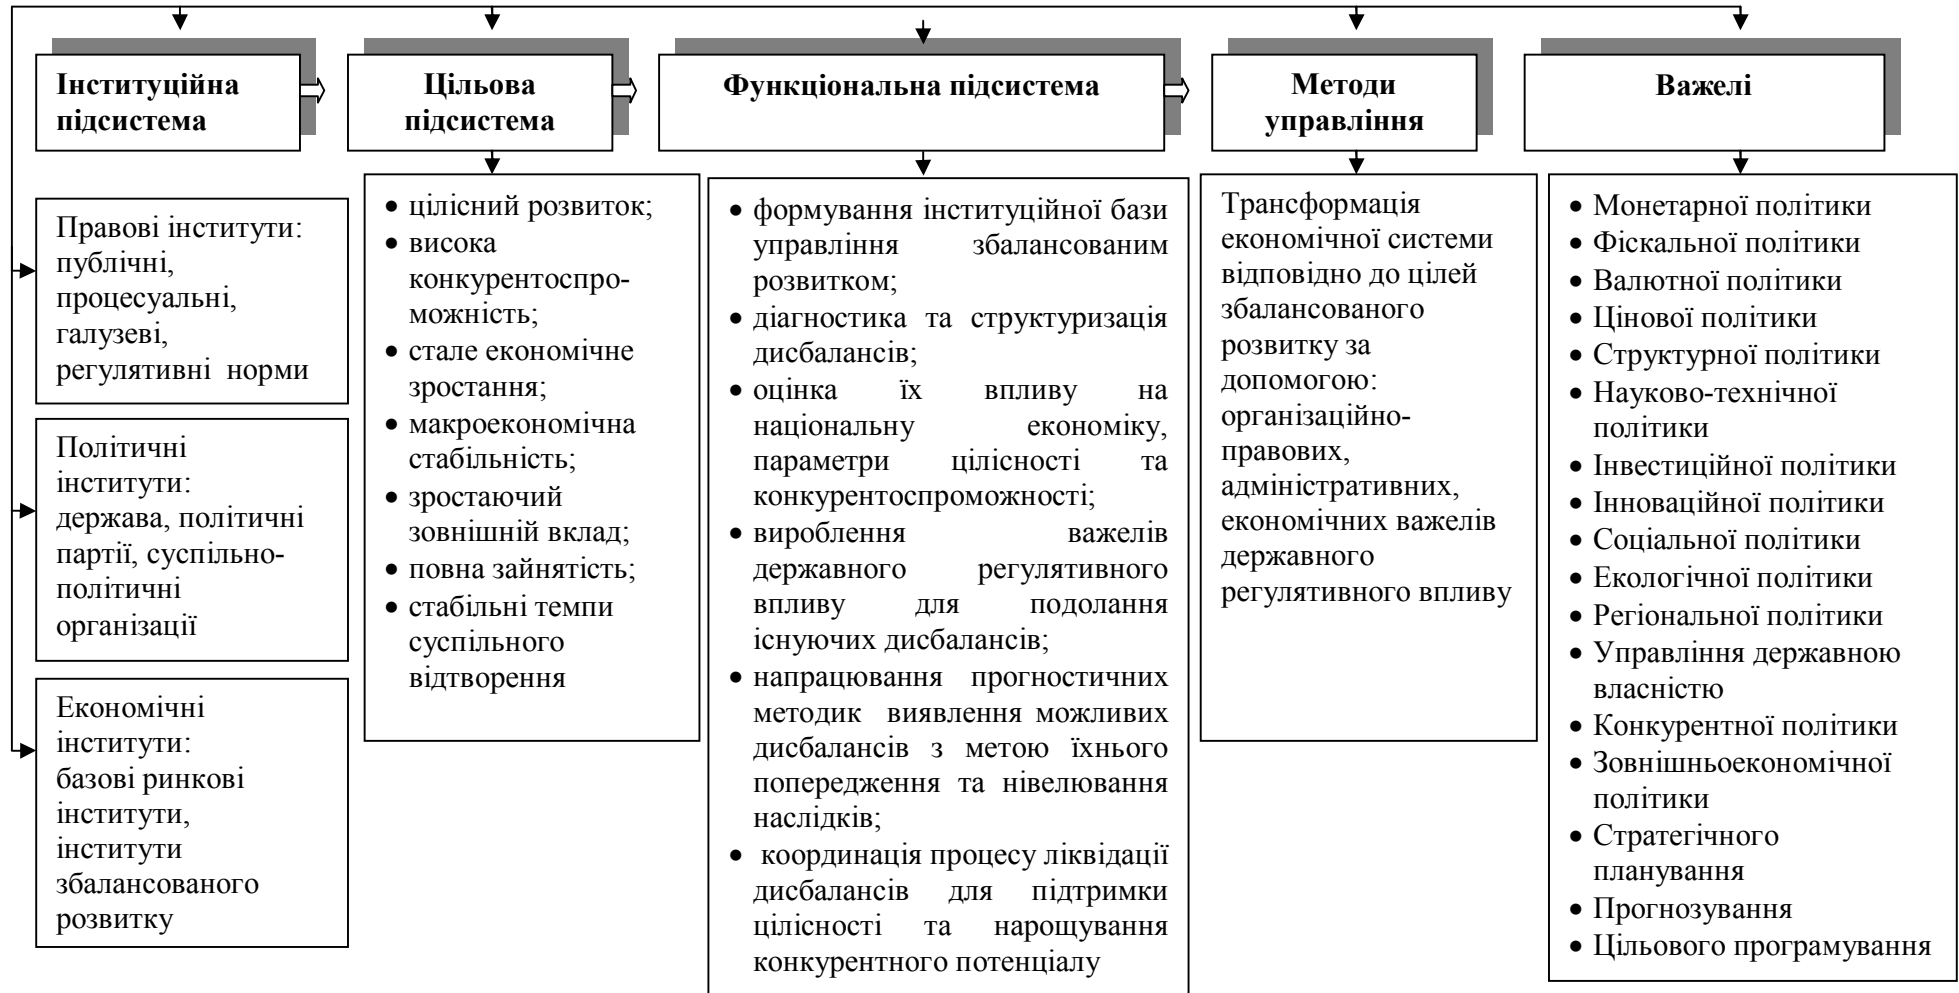 Інституційна
підсистема
Цільова
підсистема
Функціональна підсистема
Методи
управління
Важелі
Правові інститути:
публічні,
процесуальні,
галузеві,
регулятивні норми
Політичні
інститути:
держава, політичні
партії, суспільно-
політичні
організації
Економічні
інститути:
базові ринкові
інститути,
інститути
збалансованого
розвитку
• цілісний розвиток;
• висока
конкурентоспро-
можність;
• стале економічне
зростання;
• макроекономічна
стабільність;
• зростаючий
зовнішній вклад;
• повна зайнятість;
• стабільні темпи
суспільного
відтворення
• формування інституційної бази
управління збалансованим
розвитком;
• діагностика та структуризація
дисбалансів;
• оцінка їх впливу на
національну економіку,
параметри цілісності та
конкурентоспроможності;
• вироблення важелів
державного регулятивного
впливу для подолання
існуючих дисбалансів;
• напрацювання прогностичних
методик виявлення можливих
дисбалансів з метою їхнього
попередження та нівелювання
наслідків;
• координація процесу ліквідації
дисбалансів для підтримки
цілісності та нарощування
конкурентного потенціалу
Трансформація
економічної системи
відповідно до цілей
збалансованого
розвитку за
допомогою:
організаційно-
правових,
адміністративних,
економічних важелів
державного
регулятивного впливу
• Монетарної політики
• Фіскальної політики
• Валютної політики
• Цінової політики
• Структурної політики
• Науково-технічної
політики
• Інвестиційної політики
• Інноваційної політики
• Соціальної політики
• Екологічної політики
• Регіональної політики
• Управління державною
власністю
• Конкурентної політики
• Зовнішньоекономічної
політики
• Стратегічного
планування
• Прогнозування
• Цільового програмування